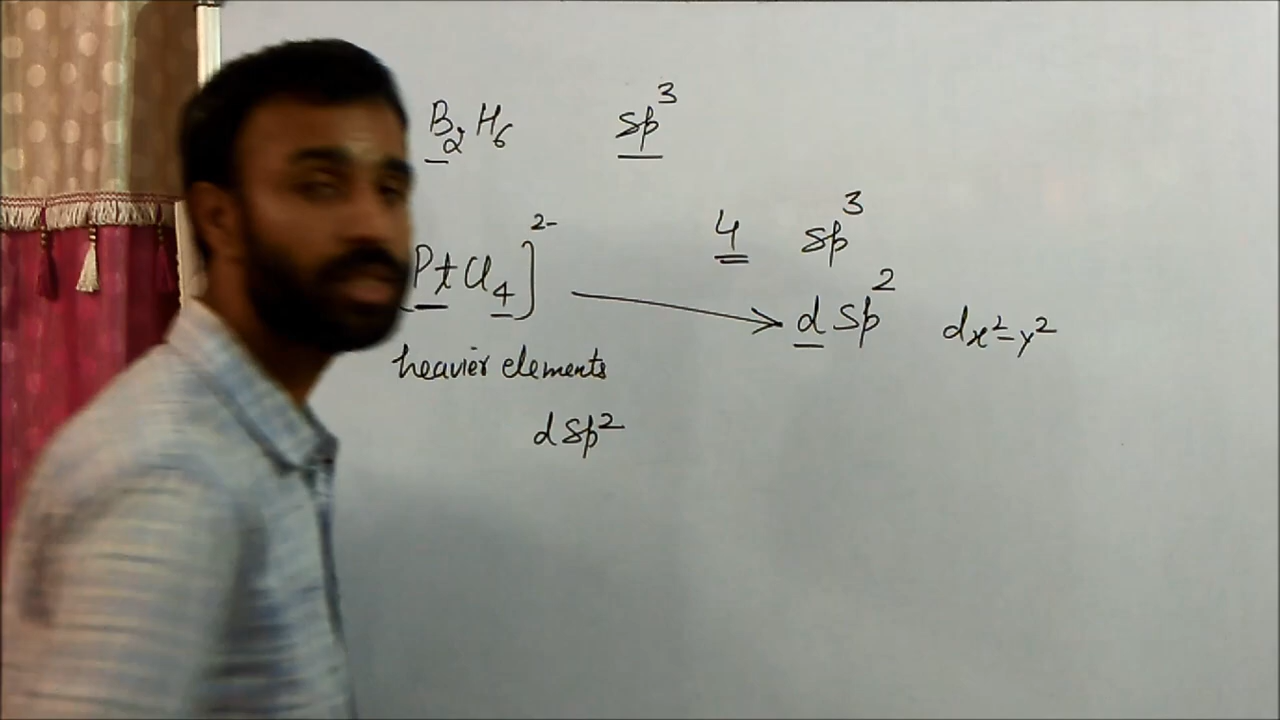 B₂H₆ sp³
4 sp³
[PtCl₄]²⁻ → dsp² dx²-y²
heavier elements
dsp²